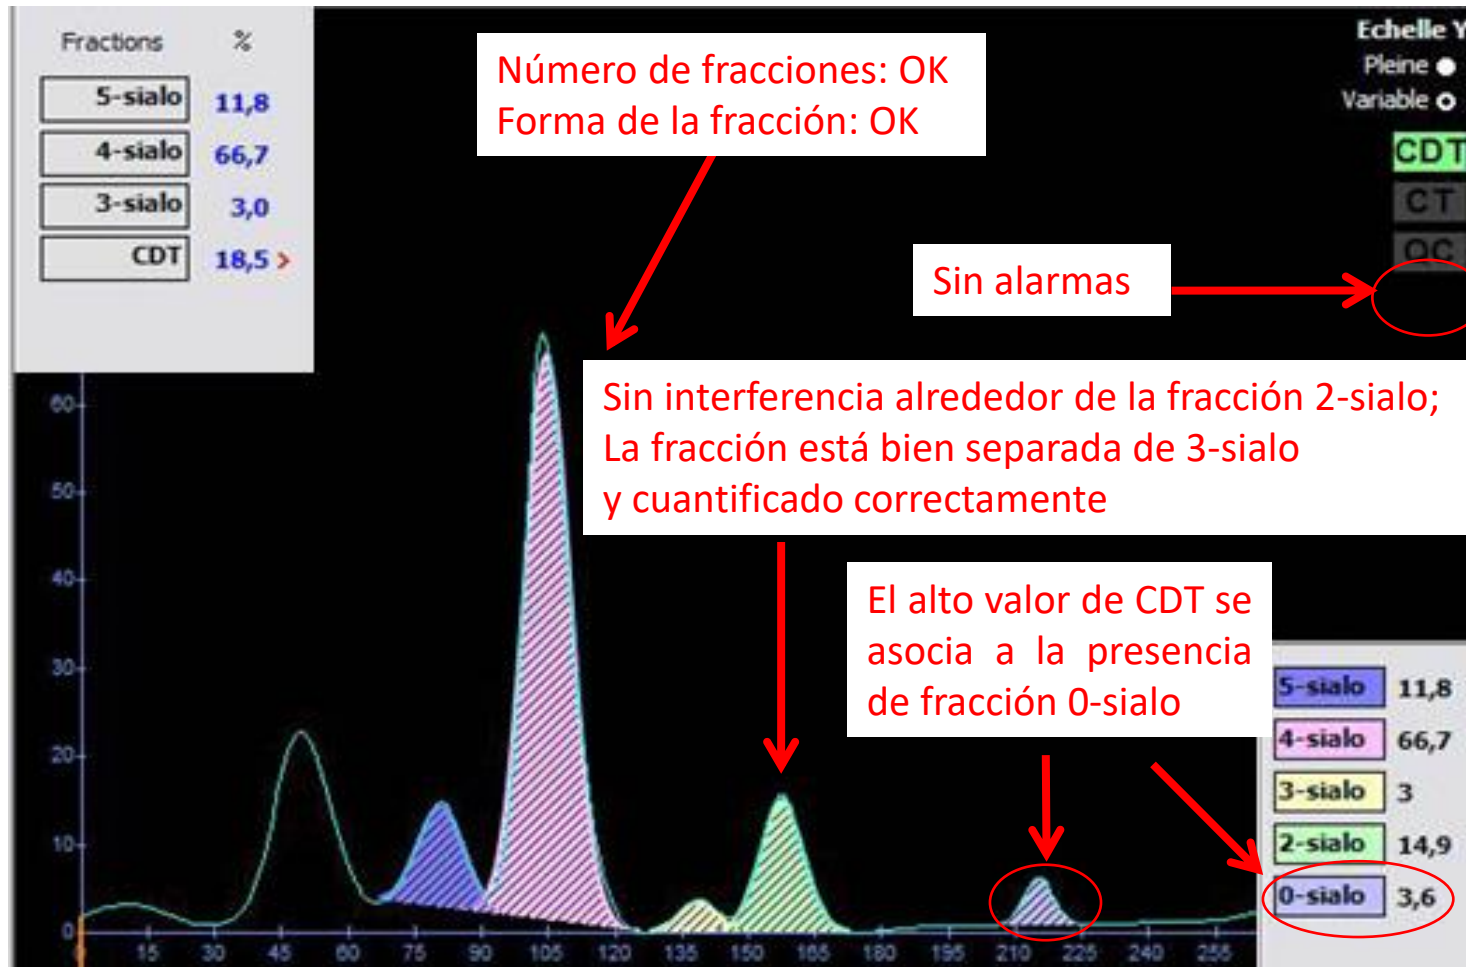 Fractions %
5-sialo 11,8
4-sialo 66,7
3-sialo 3,0
CDT 18,5 >
Número de fracciones: OK
Forma de la fracción: OK
Echelle Y
Pleine
Variable
CDT
CT
QC
Sin alarmas
Sin interferencia alrededor de la fracción 2-sialo;
La fracción está bien separada de 3-sialo
y cuantificado correctamente
El alto valor de CDT se
asocia a la presencia
de fracción 0-sialo
5-sialo 11,8
4-sialo 66,7
3-sialo 3
2-sialo 14,9
0-sialo 3,6
60
50
40
30
20
10
0
0 15 30 45 60 75 90 105 120 135 150 165 180 195 210 225 240 255